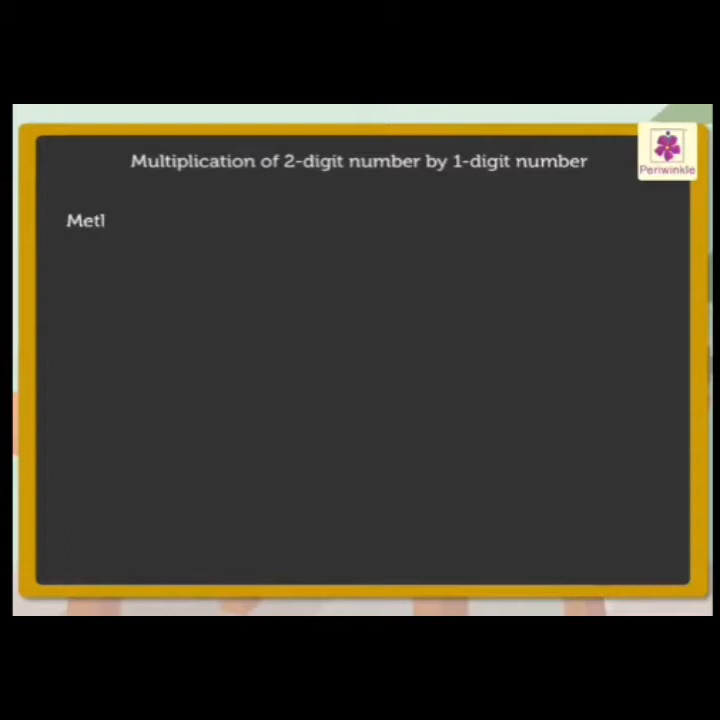 Multiplication of 2-digit number by 1-digit number
Periwinkle
Metl